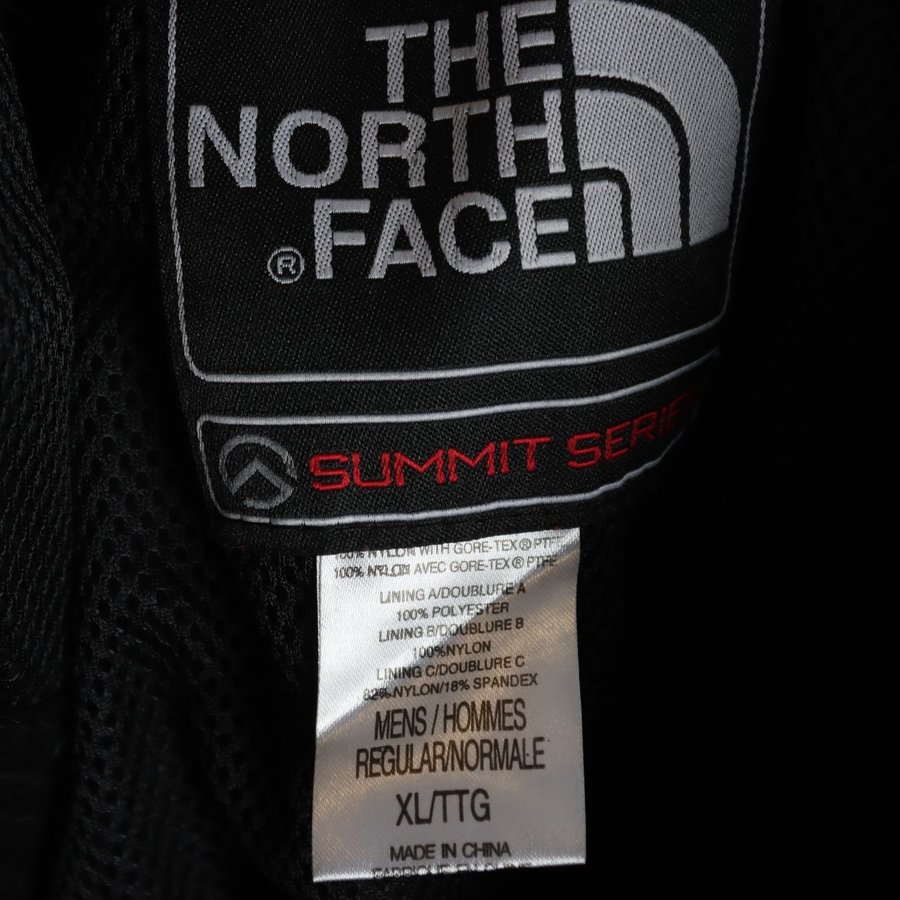 THE
NORTH
® FACE
SUMMIT SERIES
100% NYLON WITH GORE-TEX® PTFE
100% NYLON AVEC GORE-TEX® PTFE
LINING A/DOUBLURE A
100% POLYESTER
LINING B/DOUBLURE B
100%NYLON
LINING C/DOUBLURE C
82%NYLON/18% SPANDEX
MENS / HOMMES
REGULAR/NORMALE
XL/TTG
MADE IN CHINA